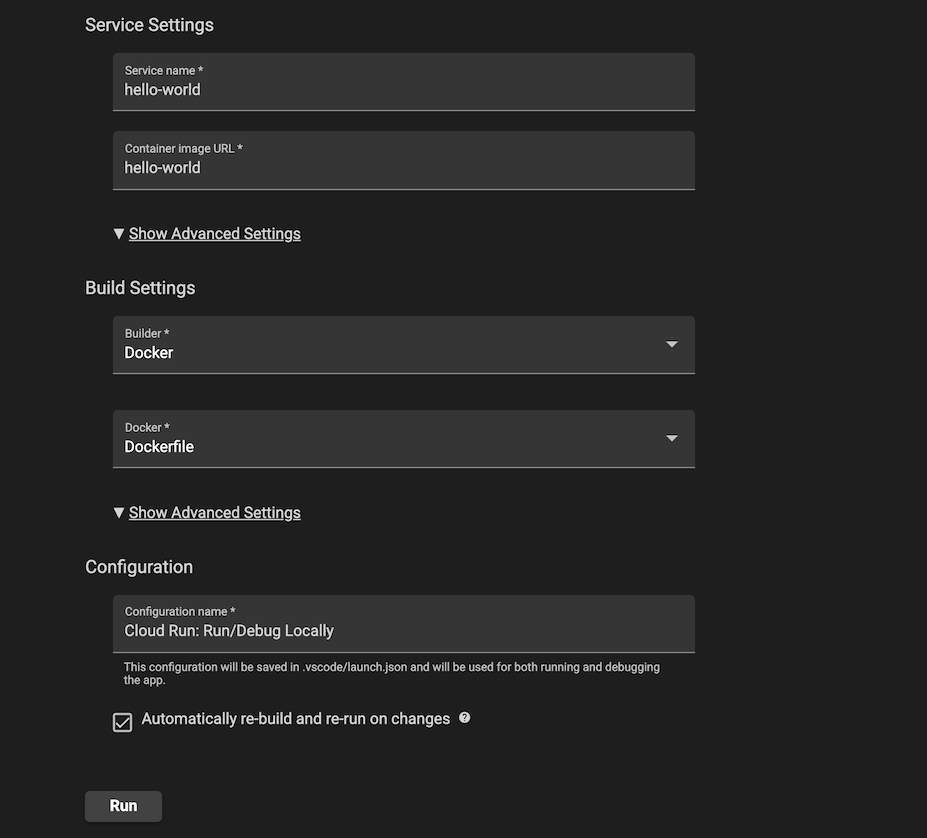 Service Settings
Service name *
hello-world
Container image URL *
hello-world
▼ Show Advanced Settings
Build Settings
Builder *
Docker
Docker *
Dockerfile
▼ Show Advanced Settings
Configuration
Configuration name *
Cloud Run: Run/Debug Locally
This configuration will be saved in .vscode/launch.json and will be used for both running and debugging
the app.
Automatically re-build and re-run on changes ?
Run